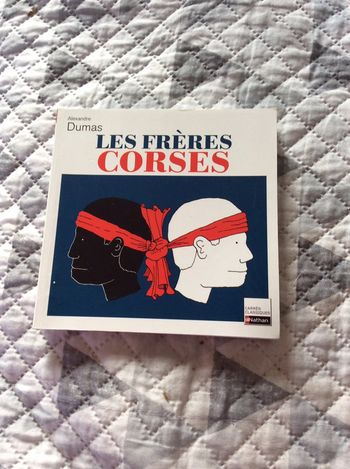 Alexandre
Dumas
LES FRÈRES
CORSES
CARRÉS
CLASSIQUES
Nathan